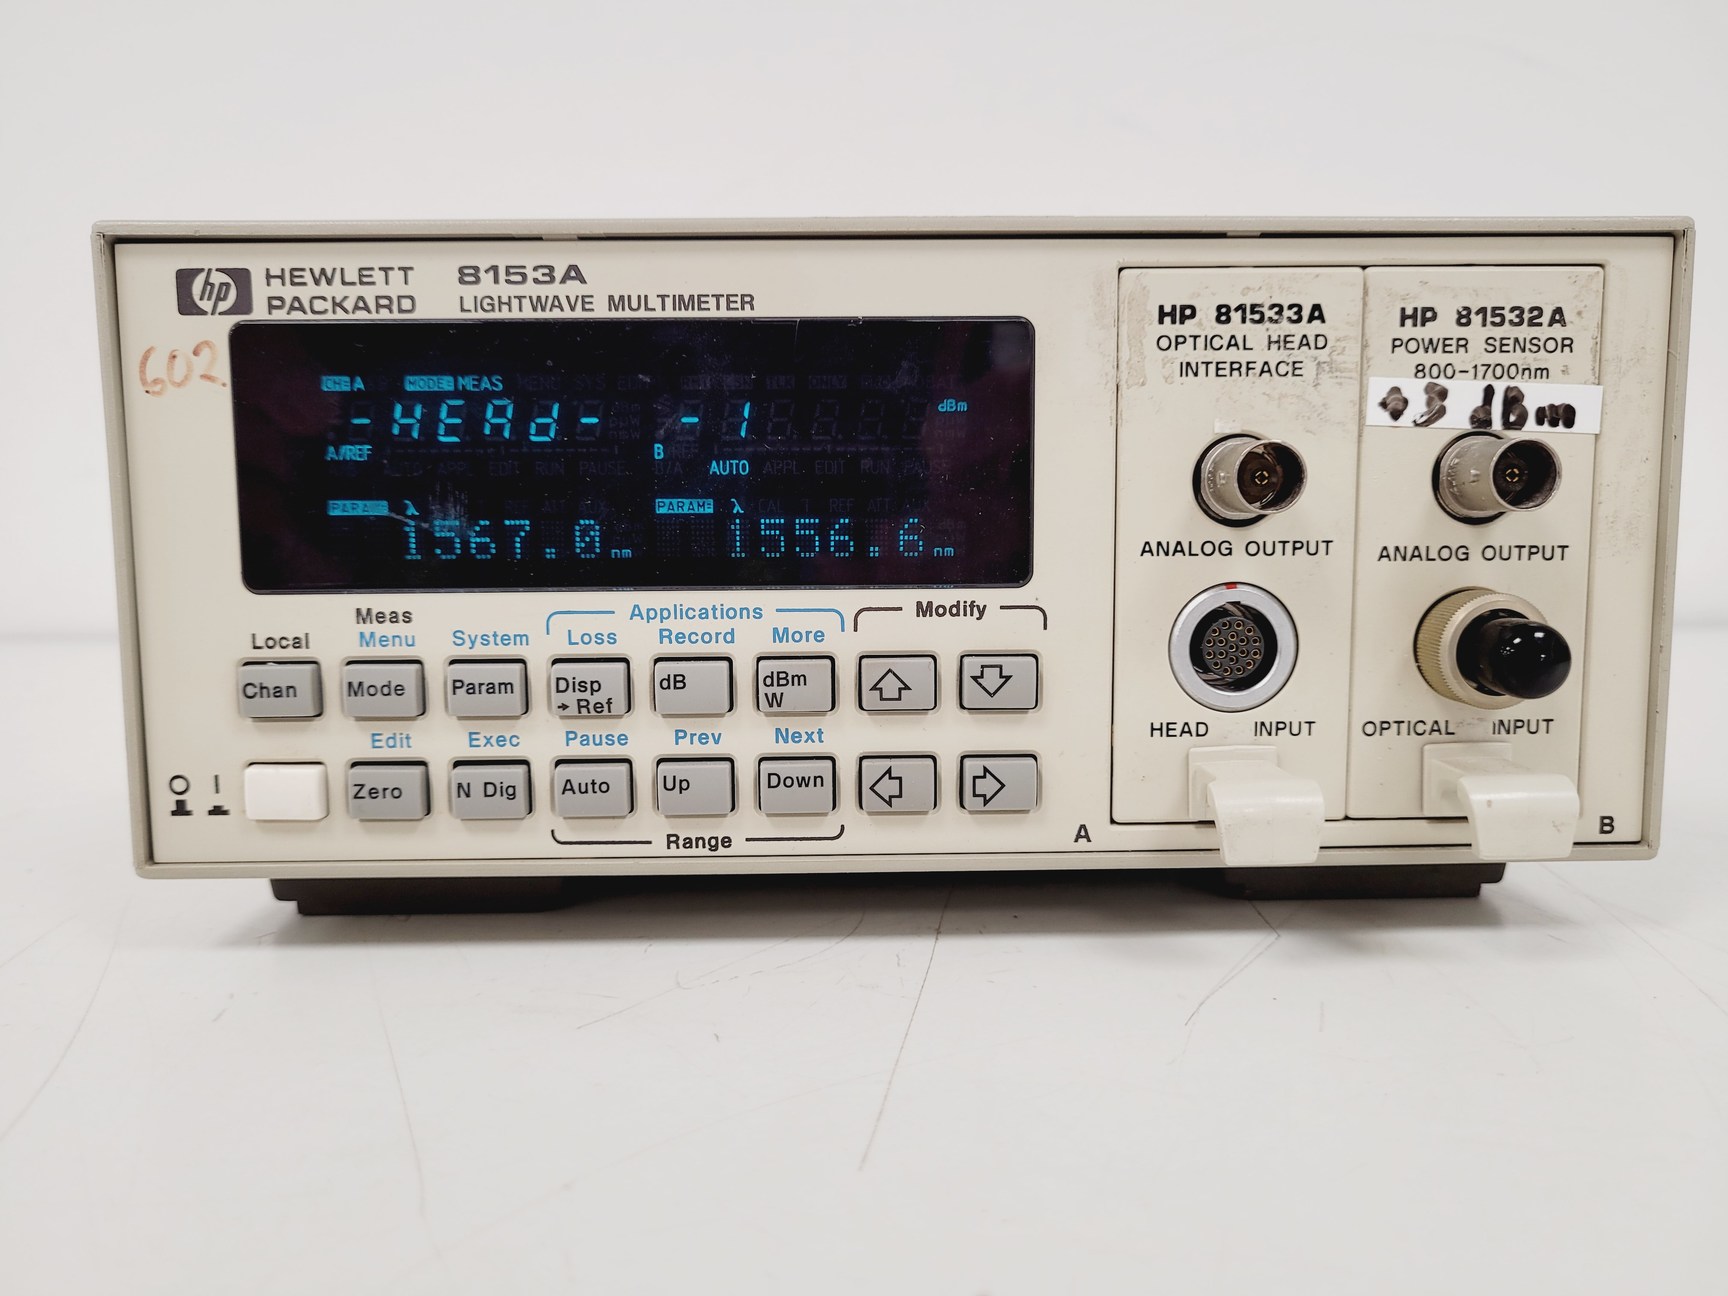 hp HEWLETT PACKARD 8153A
LIGHTWAVE MULTIMETER
602
CH= A MODE= MEAS
-HEAd- -1 dBm
A/REF B AUTO
PARAM= λ PARAM= λ
1567.0 nm 1556.6 nm
Applications
Modify
Meas
Local Menu System Loss Record More
Chan Mode Param Disp → Ref dB dBm W
Edit Exec Pause Prev Next
O I Zero N Dig Auto Up Down
Range
A
HP 81533A
OPTICAL HEAD
INTERFACE
ANALOG OUTPUT
HEAD INPUT
HP 81532A
POWER SENSOR
800-1700nm
+3 dBm
ANALOG OUTPUT
OPTICAL INPUT
B